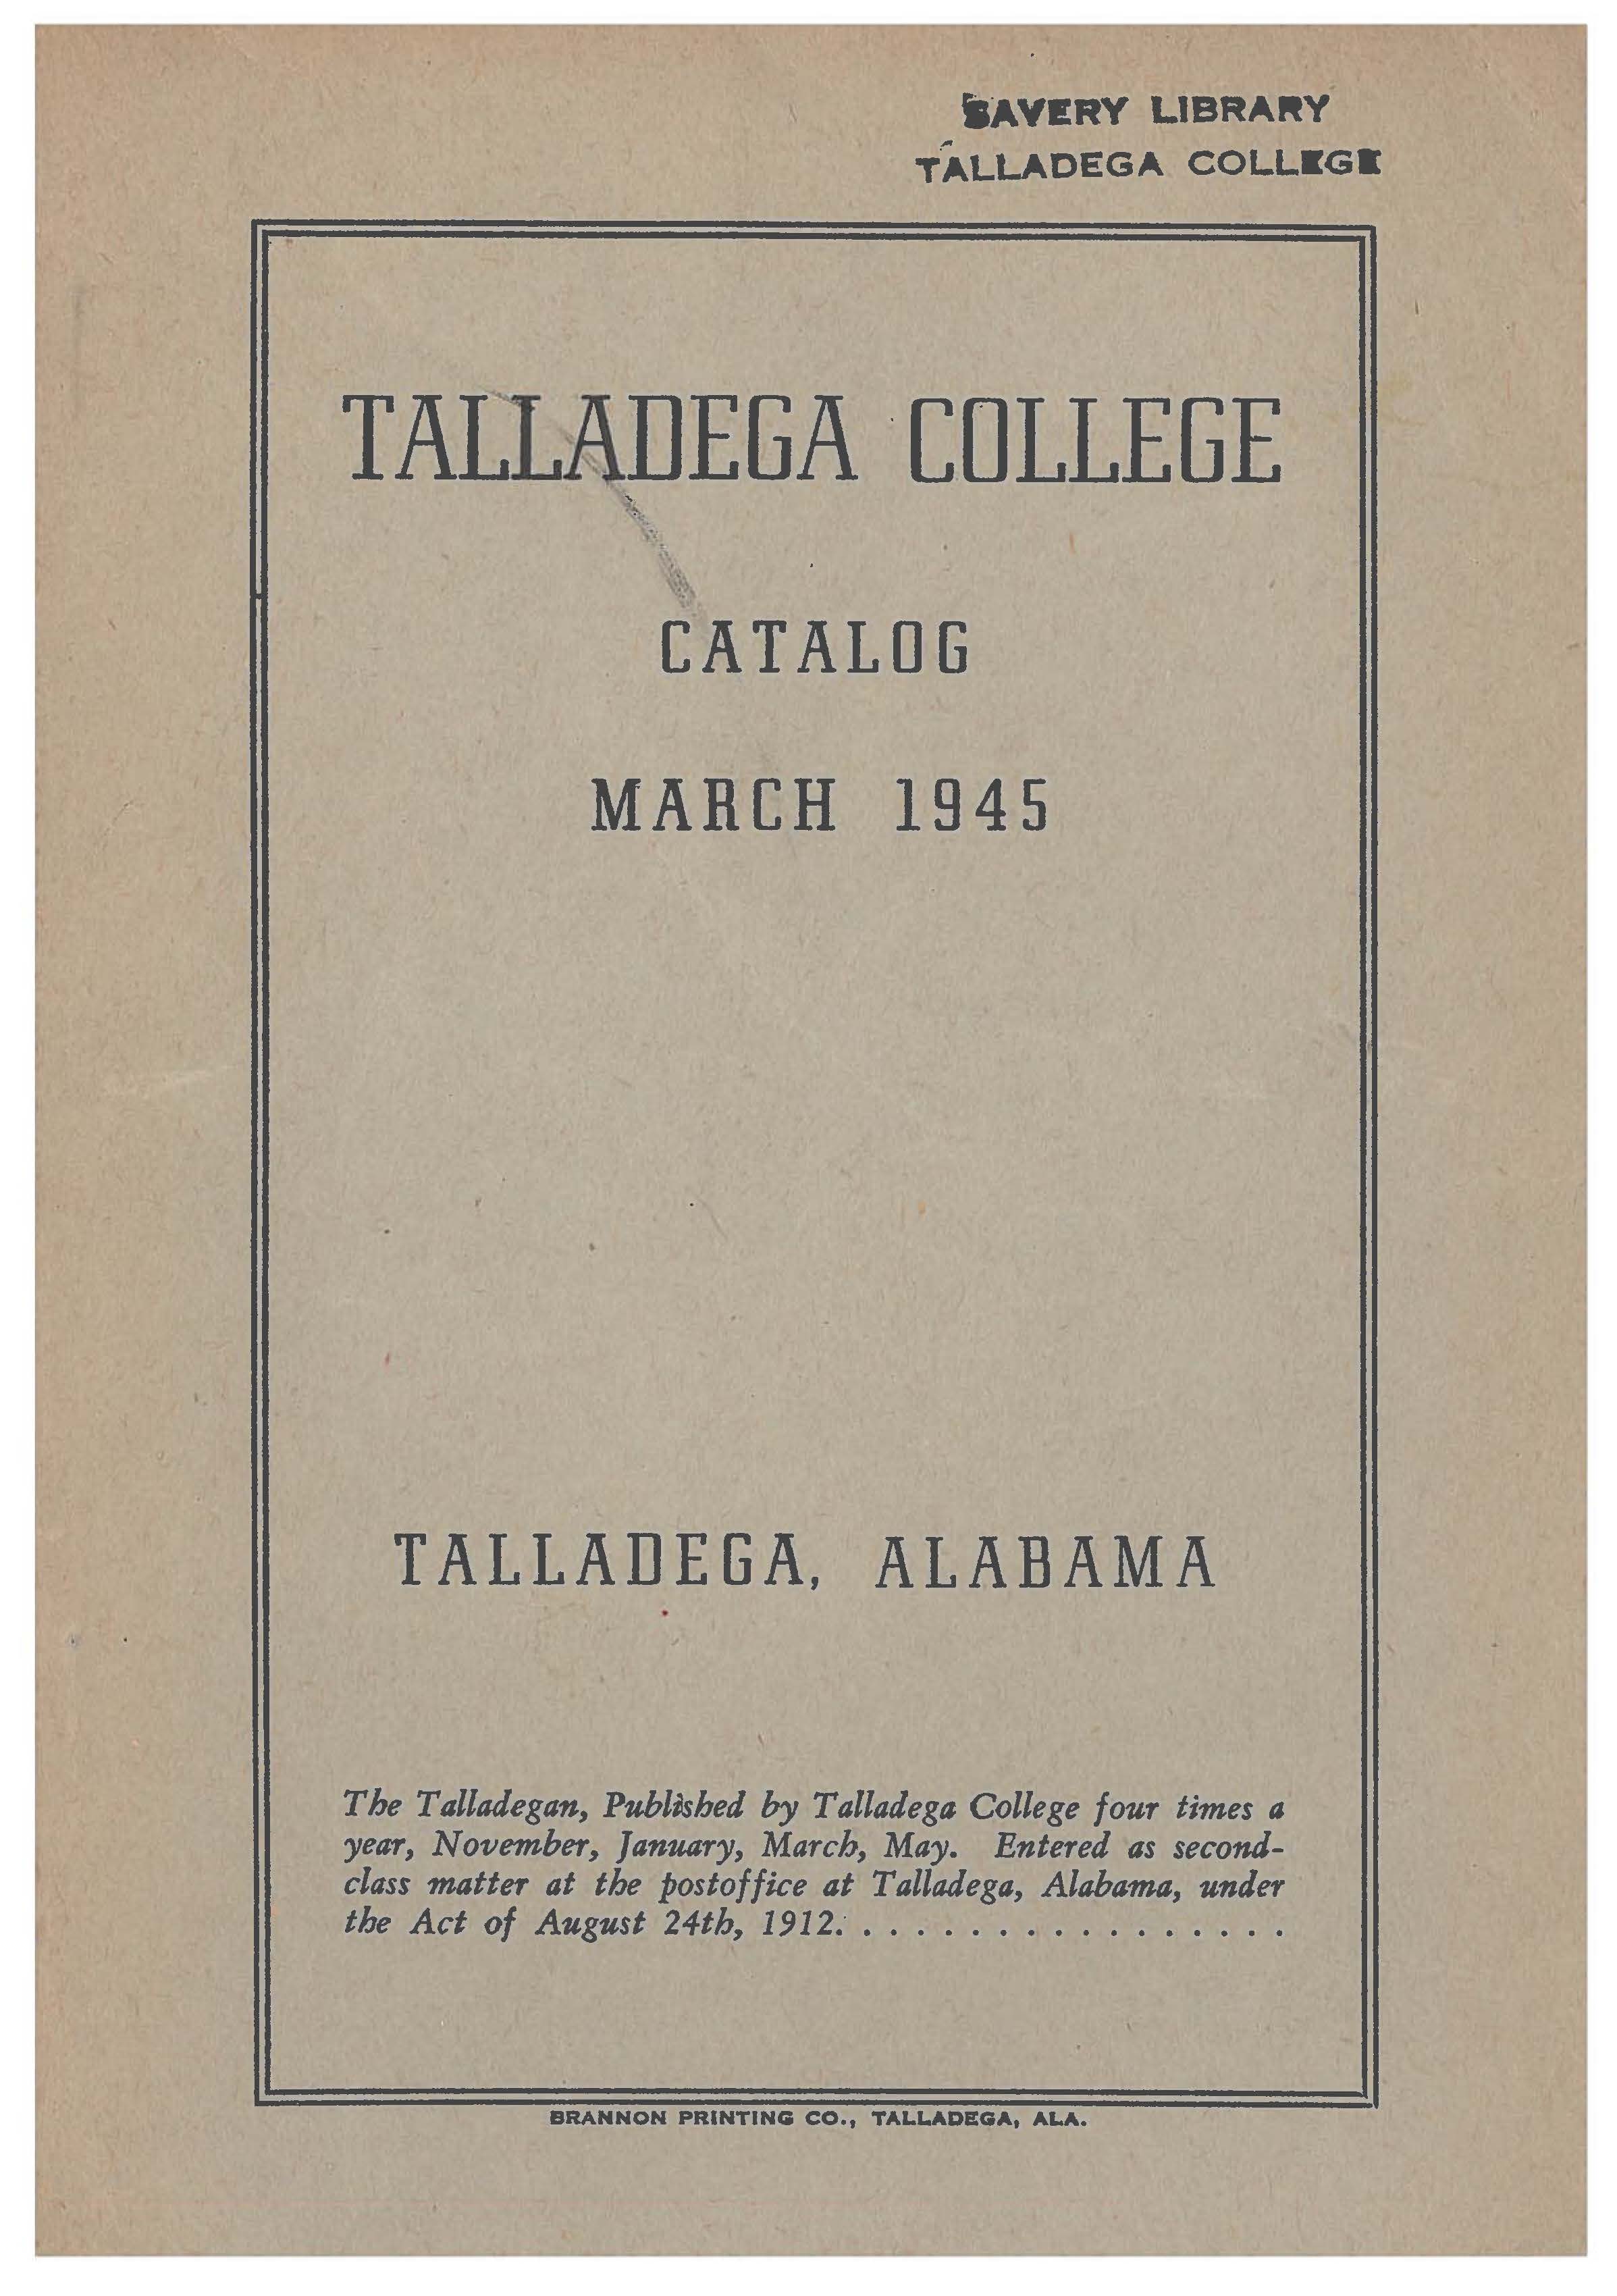 SAVERY LIBRARY
TALLADEGA COLLEGE
TALLADEGA COLLEGE
CATALOG
MARCH 1945
TALLADEGA, ALABAMA
The Talladegan, Published by Talladega College four times a
year, November, January, March, May. Entered as second-
class matter at the postoffice at Talladega, Alabama, under
the Act of August 24th, 1912. . . . . . . . . . . . . . . . .
BRANNON PRINTING CO., TALLADEGA, ALA.